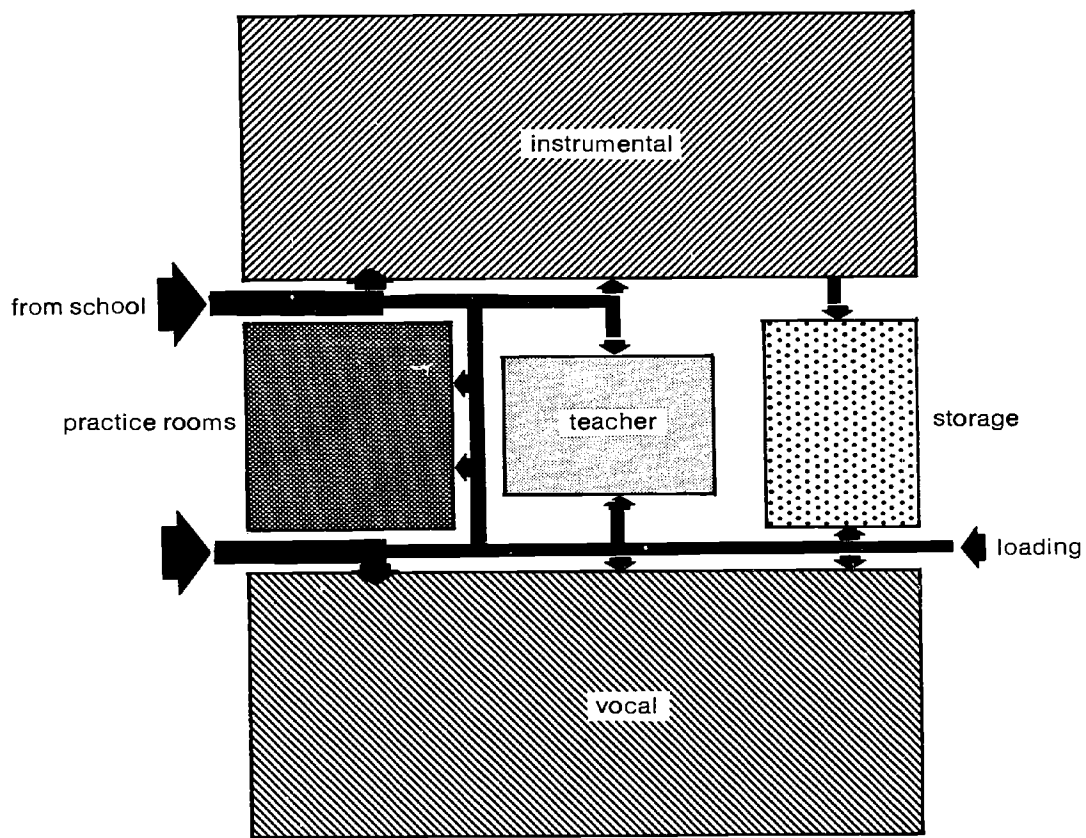 instrumental
from school
practice rooms
teacher
storage
loading
vocal